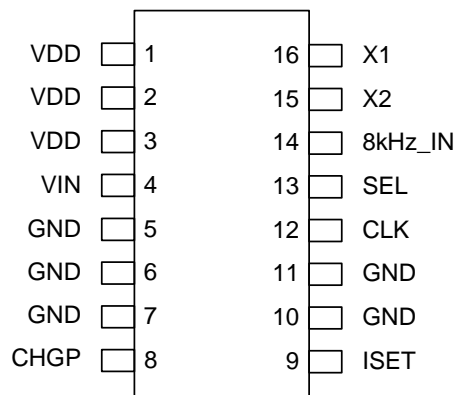 VDD 1 16 X1
VDD 2 15 X2
VDD 3 14 8kHz_IN
VIN 4 13 SEL
GND 5 12 CLK
GND 6 11 GND
GND 7 10 GND
CHGP 8 9 ISET